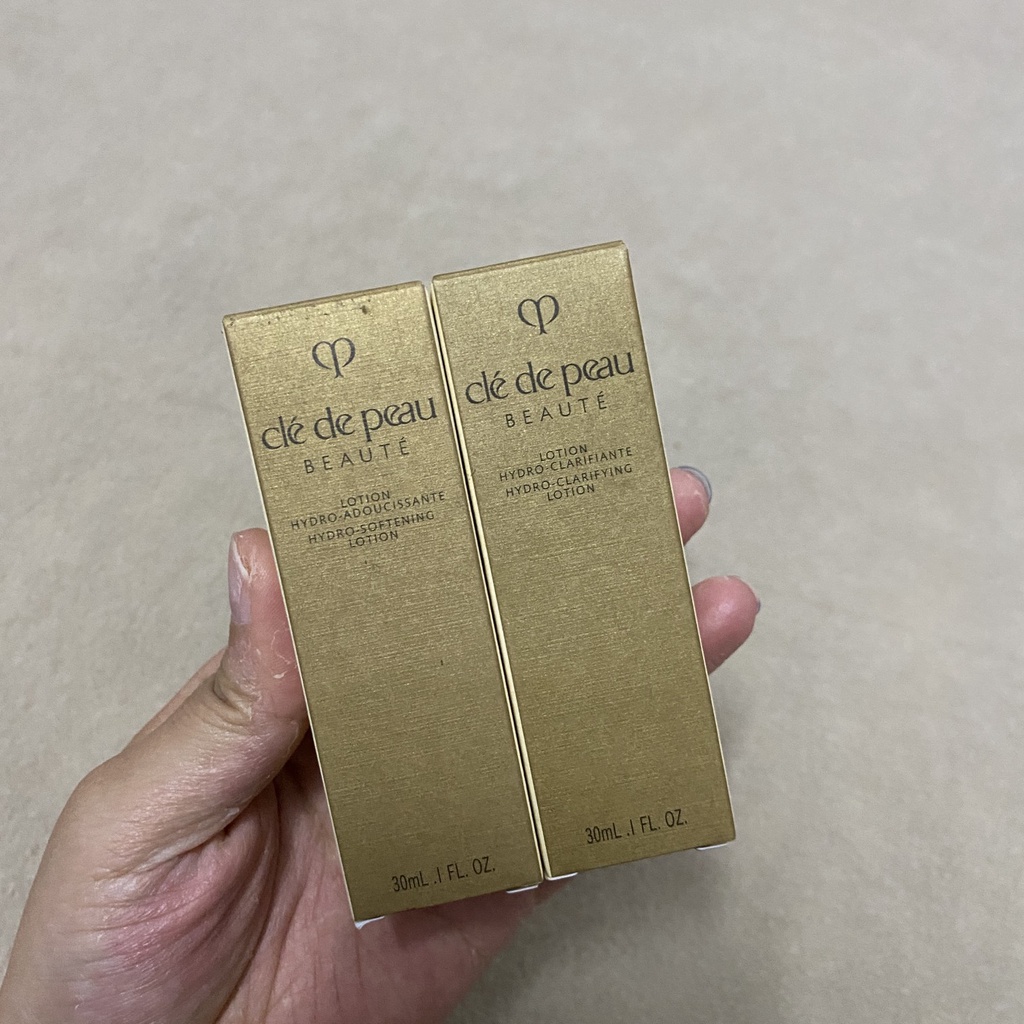 clé de peau
BEAUTÉ
LOTION
HYDRO-ADOUCISSANTE
HYDRO-SOFTENING
LOTION
30mL .1 FL. OZ.
clé de peau
BEAUTÉ
LOTION
HYDRO-CLARIFIANTE
HYDRO-CLARIFYING
LOTION
30mL .1 FL. OZ.